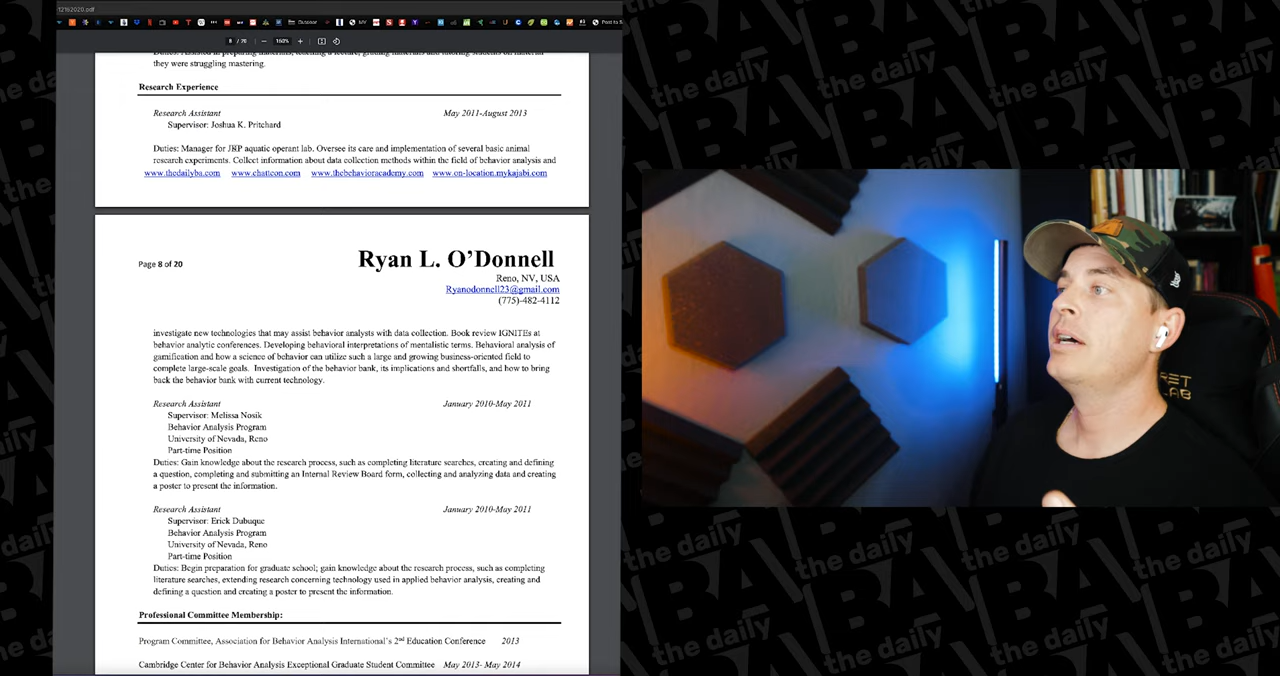 1216/2020.pdf
8 / 20
160%
they were struggling mastering.
Research Experience
Research Assistant May 2011-August 2013
Supervisor: Joshua K. Pritchard
Duties: Manager for JRP aquatic operant lab. Oversee its care and implementation of several basic animal
research experiments. Collect information about data collection methods within the field of behavior analysis and
www.thedailyba.com www.chattcon.com www.thebehavioracademy.com www.on-location.mykajabi.com
Page 8 of 20
Ryan L. O'Donnell
Reno, NV, USA
Ryanodonnell23@gmail.com
(775)-482-4112
investigate new technologies that may assist behavior analysts with data collection. Book review IGNITEs at
behavior analytic conferences. Developing behavioral interpretations of mentalistic terms. Behavioral analysis of
gamification and how a science of behavior can utilize such a large and growing business-oriented field to
complete large-scale goals. Investigation of the behavior bank, its implications and shortfalls, and how to bring
back the behavior bank with current technology.
Research Assistant January 2010-May 2011
Supervisor: Melissa Nosik
Behavior Analysis Program
University of Nevada, Reno
Part-time Position
Duties: Gain knowledge about the research process, such as completing literature searches, creating and defining
a question, completing and submitting an Internal Review Board form, collecting and analyzing data and creating
a poster to present the information.
Research Assistant January 2010-May 2011
Supervisor: Erick Dubuque
Behavior Analysis Program
University of Nevada, Reno
Part-time Position
Duties: Begin preparation for graduate school; gain knowledge about the research process, such as completing
literature searches, extending research concerning technology used in applied behavior analysis, creating and
defining a question and creating a poster to present the information.
Professional Committee Membership:
Program Committee, Association for Behavior Analysis International's 2nd Education Conference 2013
Cambridge Center for Behavior Analysis Exceptional Graduate Student Committee May 2013- May 2014
the daily
BA